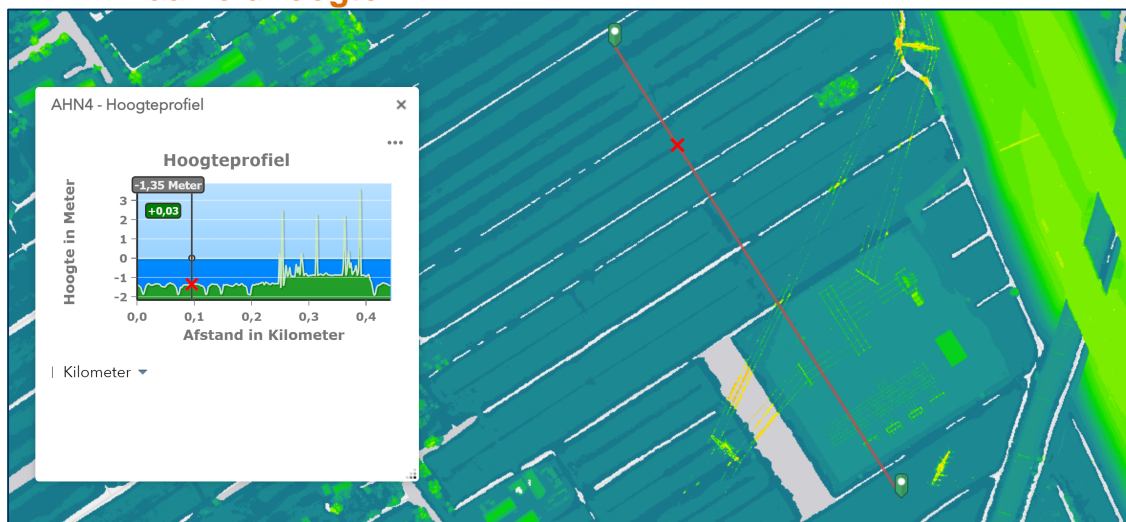 AHN4 - Hoogteprofiel
Hoogteprofiel
-1,35 Meter
+0,03
Hoogte in Meter
3
2
1
0
-1
-2
0,0 0,1 0,2 0,3 0,4
Afstand in Kilometer
Kilometer